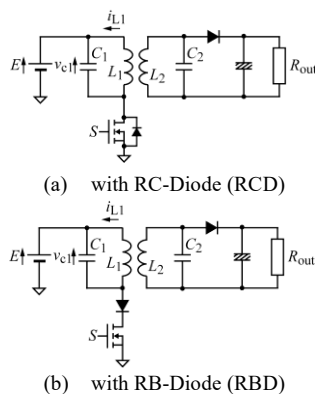 i_L1
E v_c1 C_1 L_1 L_2 C_2 R_out
S
(a) with RC-Diode (RCD)
i_L1
E v_c1 C_1 L_1 L_2 C_2 R_out
S
(b) with RB-Diode (RBD)